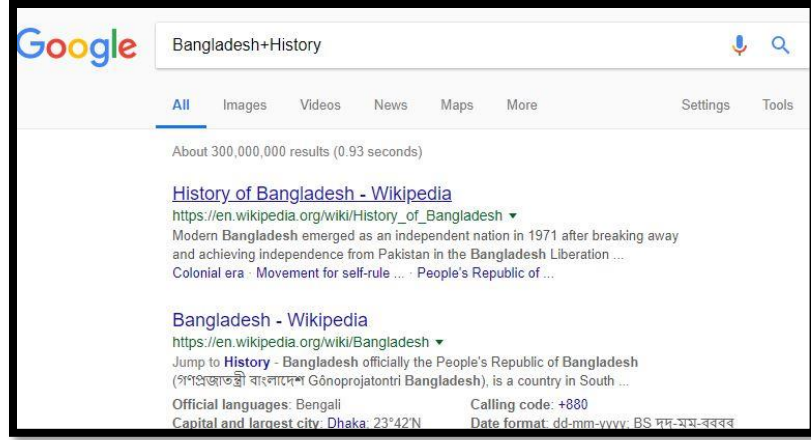 Google
Bangladesh+History
All Images Videos News Maps More Settings Tools
About 300,000,000 results (0.93 seconds)
History of Bangladesh - Wikipedia
https://en.wikipedia.org/wiki/History_of_Bangladesh
Modern Bangladesh emerged as an independent nation in 1971 after breaking away
and achieving independence from Pakistan in the Bangladesh Liberation ...
Colonial era · Movement for self-rule ... · People's Republic of ...
Bangladesh - Wikipedia
https://en.wikipedia.org/wiki/Bangladesh
Jump to History - Bangladesh officially the People's Republic of Bangladesh
(গণপ্রজাতন্ত্রী বাংলাদেশ Gônoprojatontri Bangladesh), is a country in South ...
Official languages: Bengali Calling code: +880
Capital and largest city: Dhaka; 23°42′N Date format: dd-mm-yyyy; BS দদ-মম-বববব